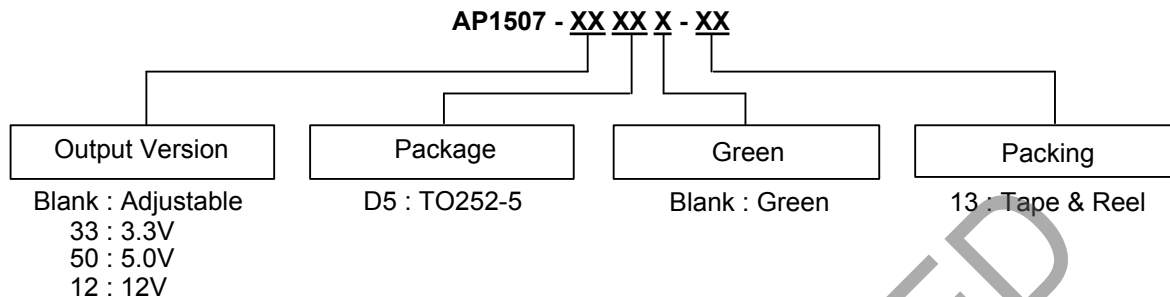 AP1507 - XX XX X - XX
Output Version
Package
Green
Packing
Blank : Adjustable
33 : 3.3V
50 : 5.0V
12 : 12V
D5 : TO252-5
Blank : Green
13 : Tape & Reel
ED